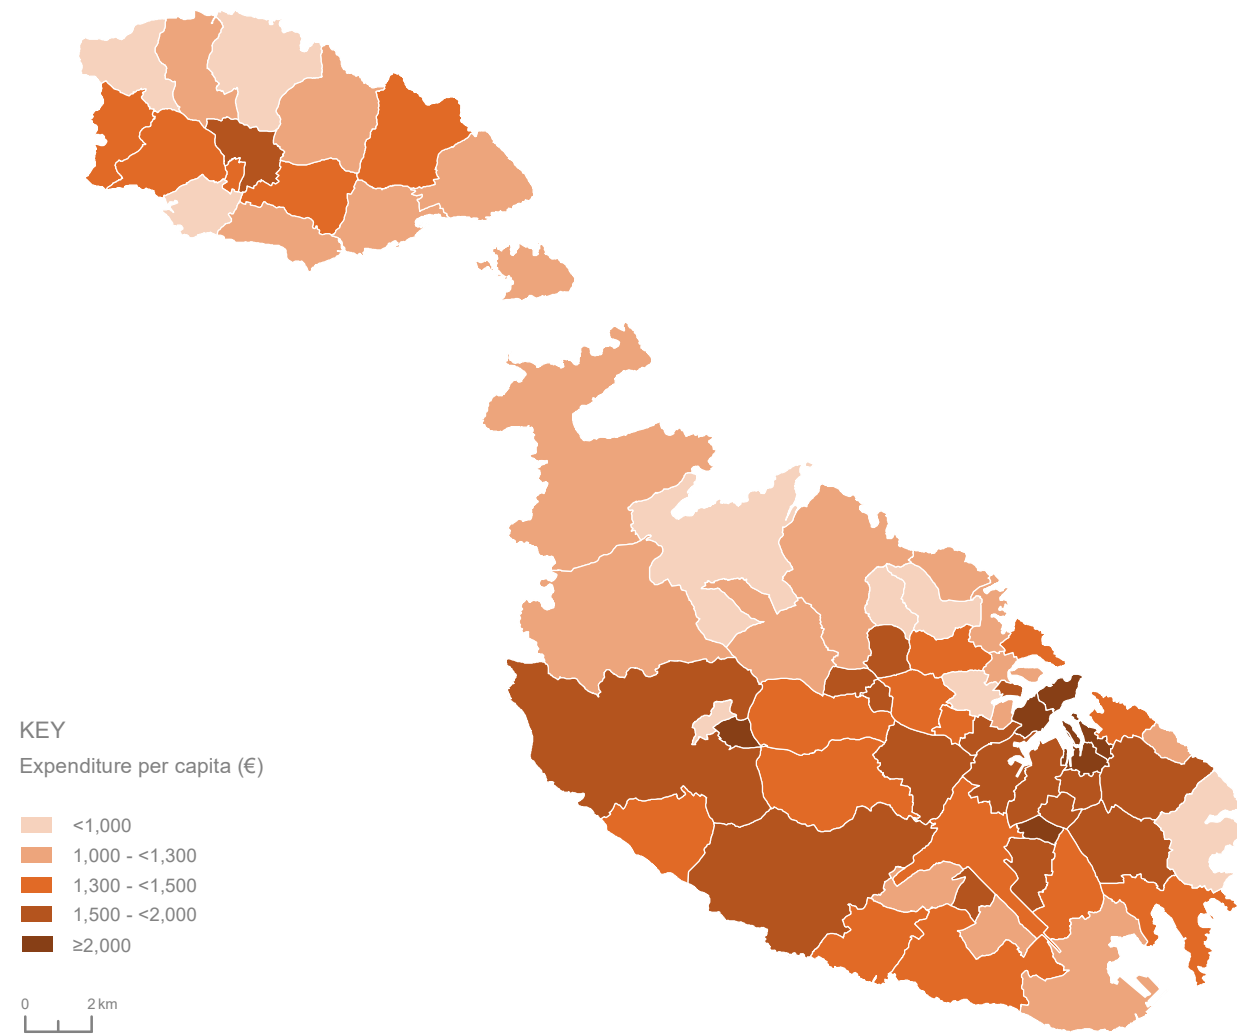 KEY
Expenditure per capita (€)
<1,000
1,000 - <1,300
1,300 - <1,500
1,500 - <2,000
≥2,000
0 2 km